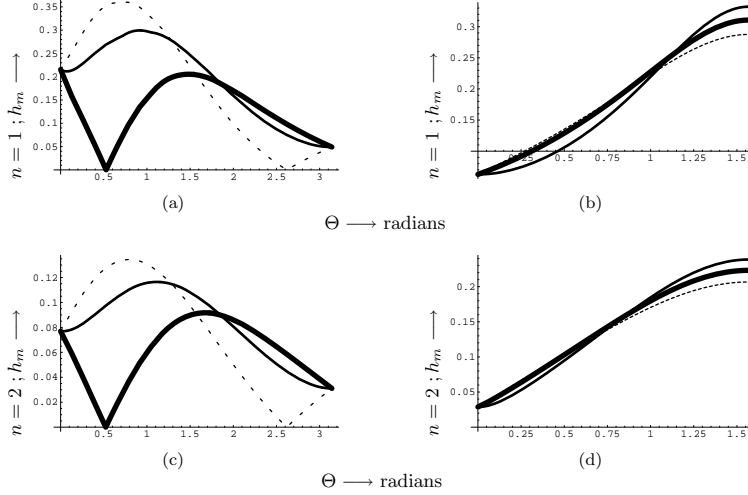 0.35
0.3
0.25
0.2
0.15
0.1
0.05
0.5 1 1.5 2 2.5 3
n = 1 ; h_m ⟶
(a)
0.3
0.25
0.2
0.15
0.25 0.5 0.75 1 1.25 1.5
n = 1 ; h_m ⟶
(b)
Θ ⟶ radians
0.12
0.1
0.08
0.06
0.04
0.02
0.5 1 1.5 2 2.5 3
n = 2 ; h_m ⟶
(c)
0.2
0.15
0.1
0.05
0.25 0.5 0.75 1 1.25 1.5
n = 2 ; h_m ⟶
(d)
Θ ⟶ radians